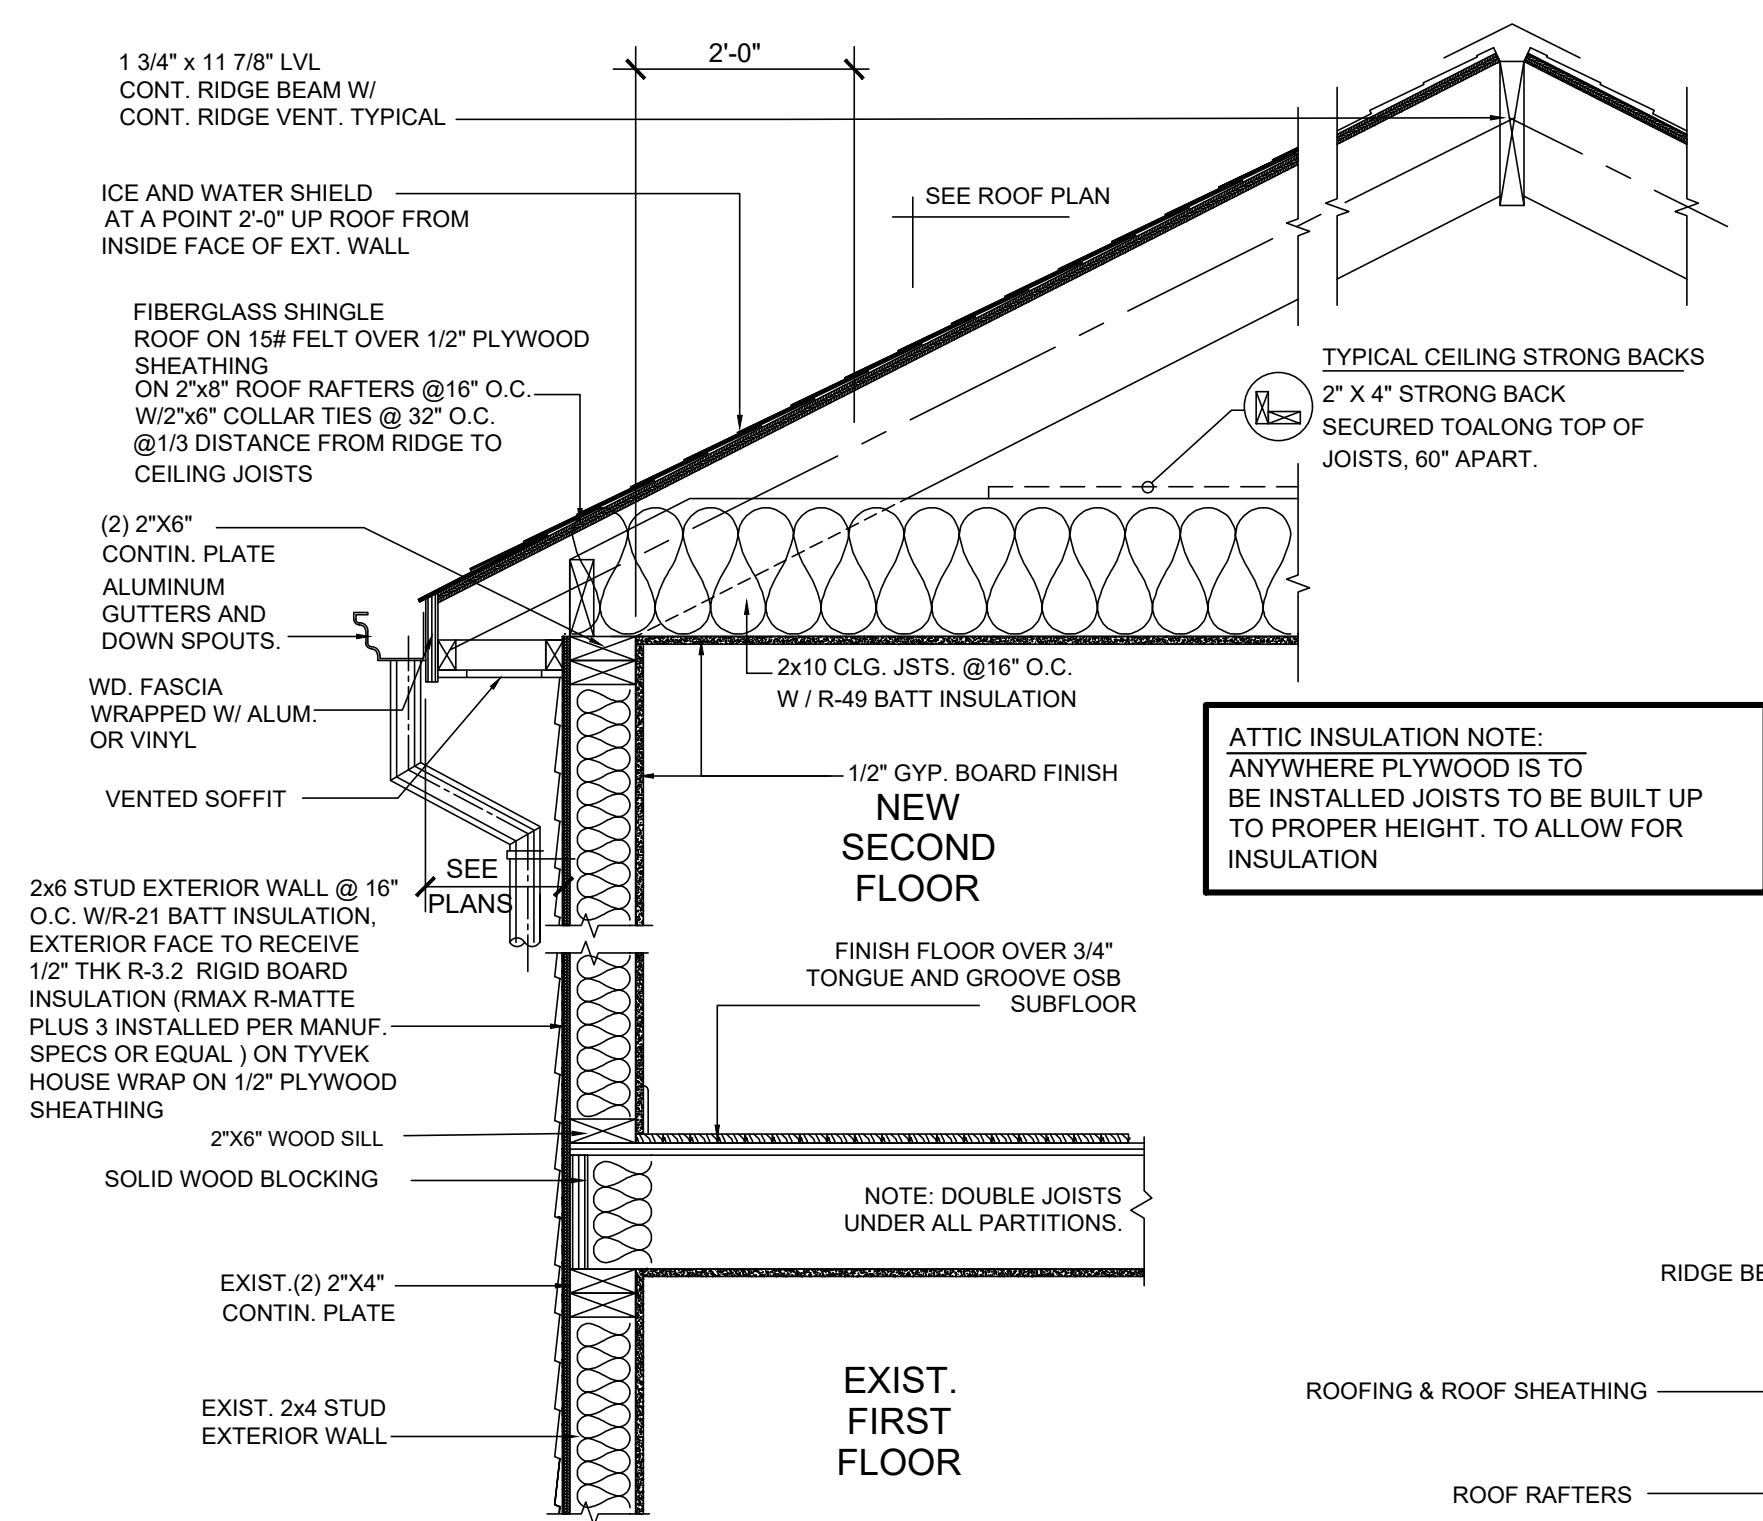 1 3/4" x 11 7/8" LVL
CONT. RIDGE BEAM W/
CONT. RIDGE VENT. TYPICAL
2'-0"
ICE AND WATER SHIELD
AT A POINT 2'-0" UP ROOF FROM
INSIDE FACE OF EXT. WALL
SEE ROOF PLAN
FIBERGLASS SHINGLE
ROOF ON 15# FELT OVER 1/2" PLYWOOD
SHEATHING
ON 2"x8" ROOF RAFTERS @16" O.C.
W/2"x6" COLLAR TIES @ 32" O.C.
@1/3 DISTANCE FROM RIDGE TO
CEILING JOISTS
TYPICAL CEILING STRONG BACKS
2" X 4" STRONG BACK
SECURED TOALONG TOP OF
JOISTS, 60" APART.
(2) 2"X6"
CONTIN. PLATE
ALUMINUM
GUTTERS AND
DOWN SPOUTS.
WD. FASCIA
WRAPPED W/ ALUM.
OR VINYL
VENTED SOFFIT
2x10 CLG. JSTS. @16" O.C.
W / R-49 BATT INSULATION
1/2" GYP. BOARD FINISH
NEW
SECOND
FLOOR
ATTIC INSULATION NOTE:
ANYWHERE PLYWOOD IS TO
BE INSTALLED JOISTS TO BE BUILT UP
TO PROPER HEIGHT. TO ALLOW FOR
INSULATION
SEE
PLANS
2x6 STUD EXTERIOR WALL @ 16"
O.C. W/R-21 BATT INSULATION,
EXTERIOR FACE TO RECEIVE
1/2" THK R-3.2 RIGID BOARD
INSULATION (RMAX R-MATTE
PLUS 3 INSTALLED PER MANUF.
SPECS OR EQUAL ) ON TYVEK
HOUSE WRAP ON 1/2" PLYWOOD
SHEATHING
FINISH FLOOR OVER 3/4"
TONGUE AND GROOVE OSB
SUBFLOOR
2"X6" WOOD SILL
SOLID WOOD BLOCKING
NOTE: DOUBLE JOISTS
UNDER ALL PARTITIONS.
EXIST.(2) 2"X4"
CONTIN. PLATE
EXIST. 2x4 STUD
EXTERIOR WALL
EXIST.
FIRST
FLOOR
RIDGE BE
ROOFING & ROOF SHEATHING
ROOF RAFTERS